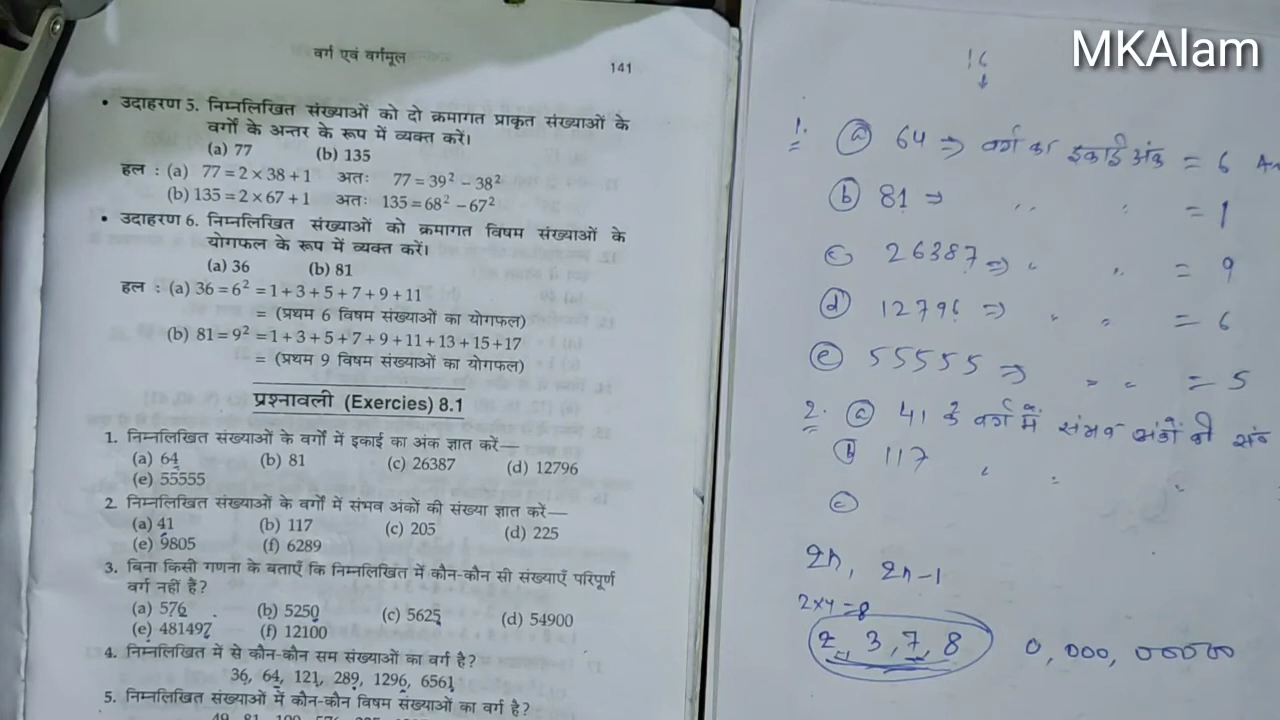 MKAlam
वर्ग एवं वर्गमूल 141
• उदाहरण 5. निम्नलिखित संख्याओं को दो क्रमागत प्राकृत संख्याओं के
वर्गों के अन्तर के रूप में व्यक्त करें।
(a) 77 (b) 135
हल : (a) 77 = 2 × 38 + 1 अतः 77 = 39² − 38²
(b) 135 = 2 × 67 + 1 अतः 135 = 68² − 67²
• उदाहरण 6. निम्नलिखित संख्याओं को क्रमागत विषम संख्याओं के
योगफल के रूप में व्यक्त करें।
(a) 36 (b) 81
हल : (a) 36 = 6² = 1 + 3 + 5 + 7 + 9 + 11
= (प्रथम 6 विषम संख्याओं का योगफल)
(b) 81 = 9² = 1 + 3 + 5 + 7 + 9 + 11 + 13 + 15 + 17
= (प्रथम 9 विषम संख्याओं का योगफल)
प्रश्नावली (Exercies) 8.1
1. निम्नलिखित संख्याओं के वर्गों में इकाई का अंक ज्ञात करें—
(a) 64 (b) 81 (c) 26387 (d) 12796
(e) 55555
2. निम्नलिखित संख्याओं के वर्गों में संभव अंकों की संख्या ज्ञात करें—
(a) 41 (b) 117 (c) 205 (d) 225
(e) 9805 (f) 6289
3. बिना किसी गणना के बताएँ कि निम्नलिखित में कौन-कौन सी संख्याएँ परिपूर्ण
वर्ग नहीं हैं?
(a) 576 (b) 5250 (c) 5625 (d) 54900
(e) 481497 (f) 12100
4. निम्नलिखित में से कौन-कौन सम संख्याओं का वर्ग है?
36, 64, 121, 289, 1296, 6561
5. निम्नलिखित संख्याओं में कौन-कौन विषम संख्याओं का वर्ग है?
16
1. (a) 64 ⇒ वर्ग का इकाई अंक = 6
(b) 81 ⇒ " " = 1
(c) 26387 ⇒ " " = 9
(d) 12796 ⇒ " " = 6
(e) 55555 ⇒ " " = 5
2. (a) 41 के वर्ग में संभव अंकों की
(b) 117 " " "
(c)
2n, 2n-1
2×4=8
2, 3, 7, 8 0, 000, 00000